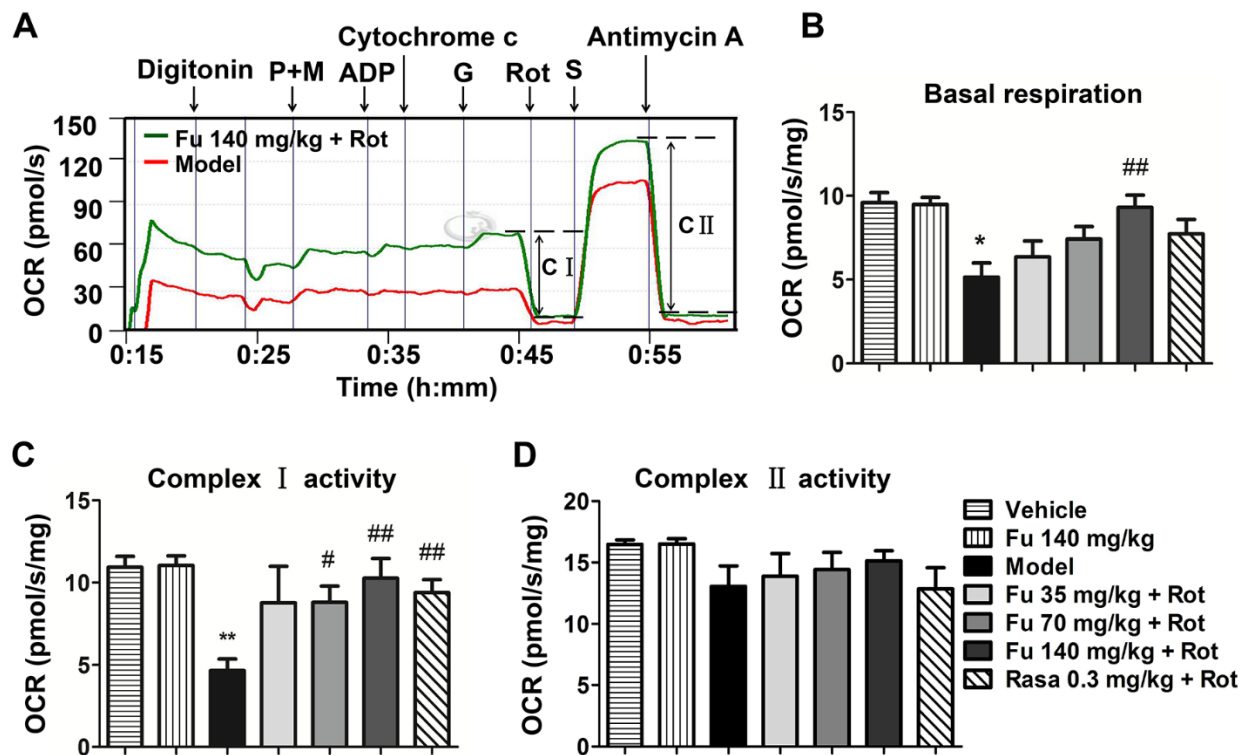 A
Cytochrome c
Antimycin A
Digitonin P+M ADP G Rot S
OCR (pmol/s)
150
120
90
60
30
0
Fu 140 mg/kg + Rot
Model
C Ⅰ
C Ⅱ
0:15 0:25 0:35 0:45 0:55
Time (h:mm)
B
Basal respiration
OCR (pmol/s/mg)
15
10
5
0
*
##
C
Complex Ⅰ activity
OCR (pmol/s/mg)
15
10
5
0
**
#
##
##
D
Complex Ⅱ activity
OCR (pmol/s/mg)
20
15
10
5
0
Vehicle
Fu 140 mg/kg
Model
Fu 35 mg/kg + Rot
Fu 70 mg/kg + Rot
Fu 140 mg/kg + Rot
Rasa 0.3 mg/kg + Rot